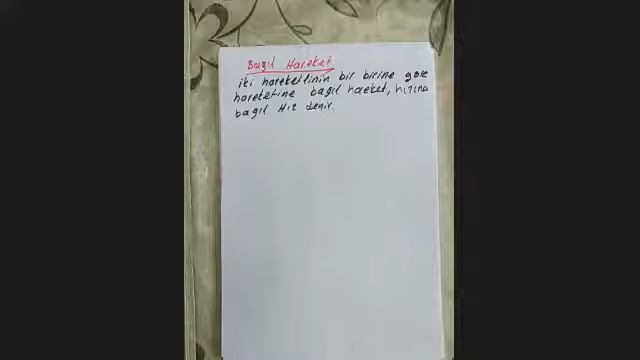 Bağıl Hareket
iki hareketlinin bir birine göre
hareketine bağıl hareket, hızına
bağıl Hız denir.